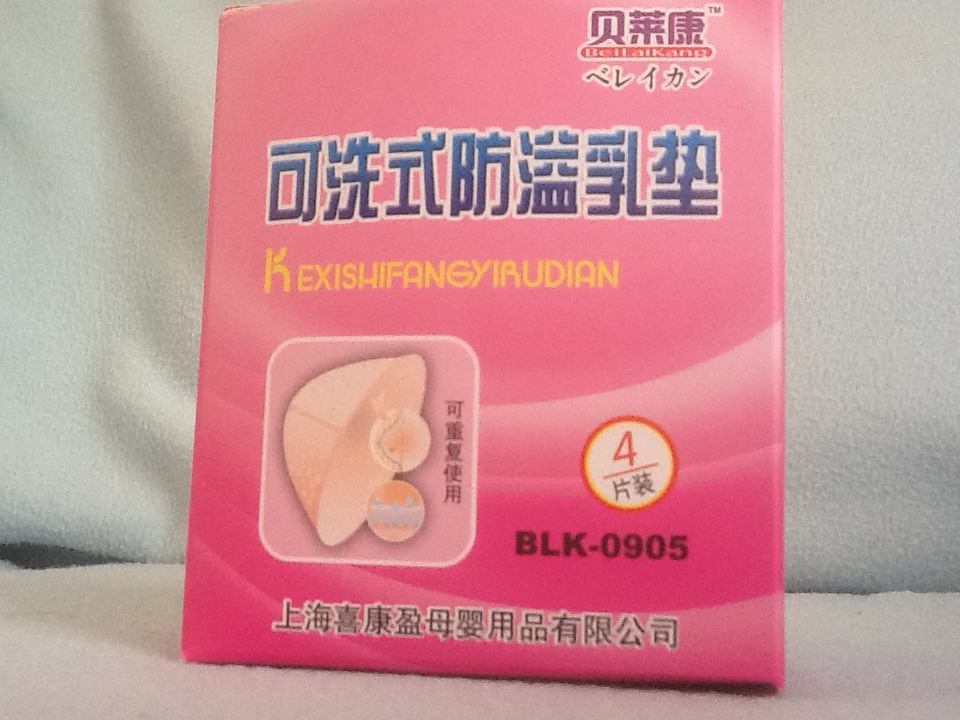 贝莱康™
BeiLaiKang
ベレイカン
可洗式防溢乳垫
KEXISHIFANGYIRUDIAN
可重复使用
4
片装
BLK-0905
上海喜康盈母婴用品有限公司